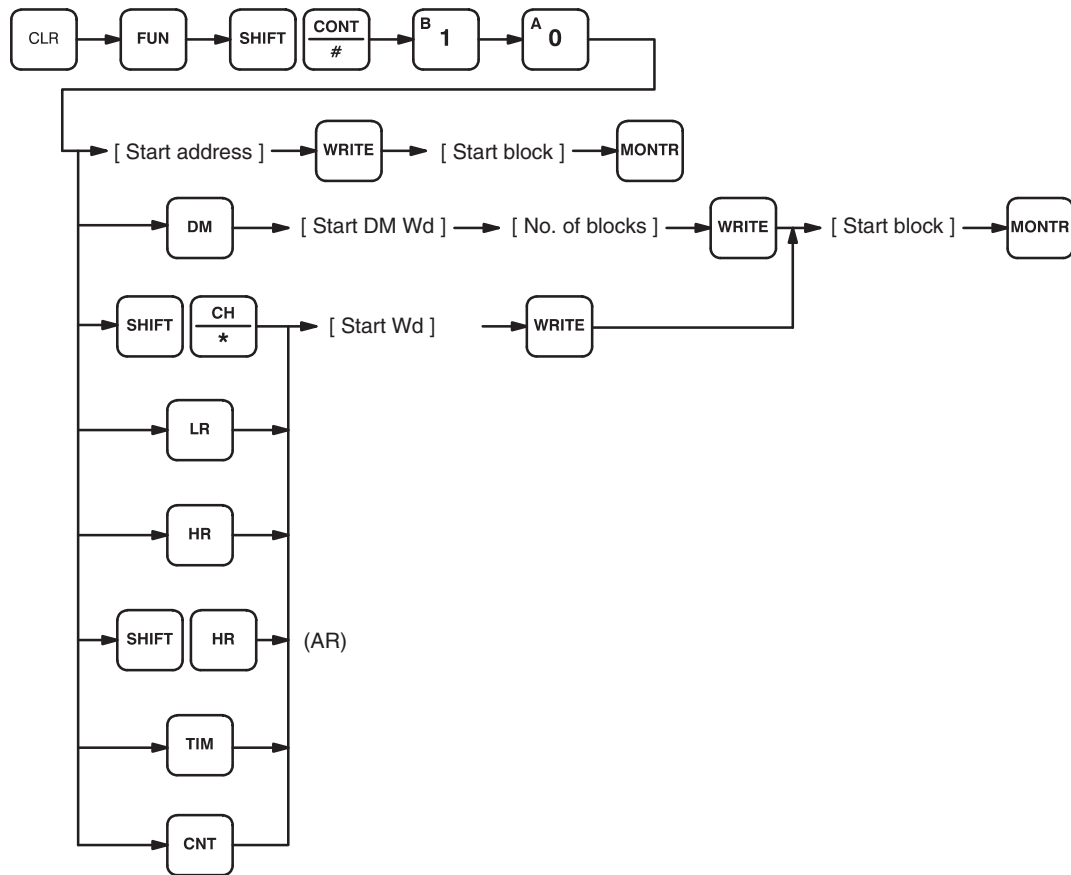 CLR FUN SHIFT CONT # B 1 A 0
[ Start address ] WRITE [ Start block ] MONTR
DM [ Start DM Wd ] [ No. of blocks ] WRITE [ Start block ] MONTR
SHIFT CH * [ Start Wd ] WRITE
LR
HR
SHIFT HR (AR)
TIM
CNT